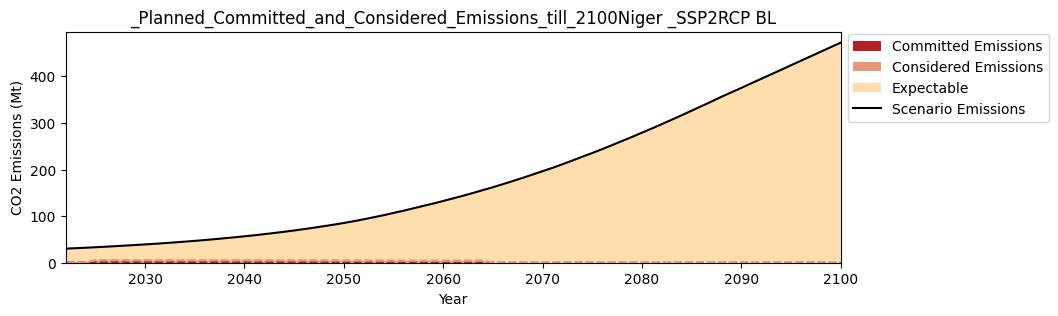 _Planned_Committed_and_Considered_Emissions_till_2100Niger _SSP2RCP BL
Committed Emissions
Considered Emissions
Expectable
Scenario Emissions
CO2 Emissions (Mt)
400
300
200
100
0
2030 2040 2050 2060 2070 2080 2090 2100
Year